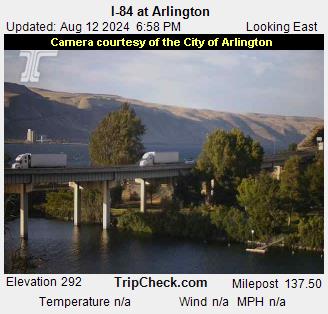 I-84 at Arlington
Updated: Aug 12 2024 6:58 PM Looking East
Camera courtesy of the City of Arlington
Elevation 292 TripCheck.com Milepost 137.50
Temperature n/a Wind n/a MPH n/a